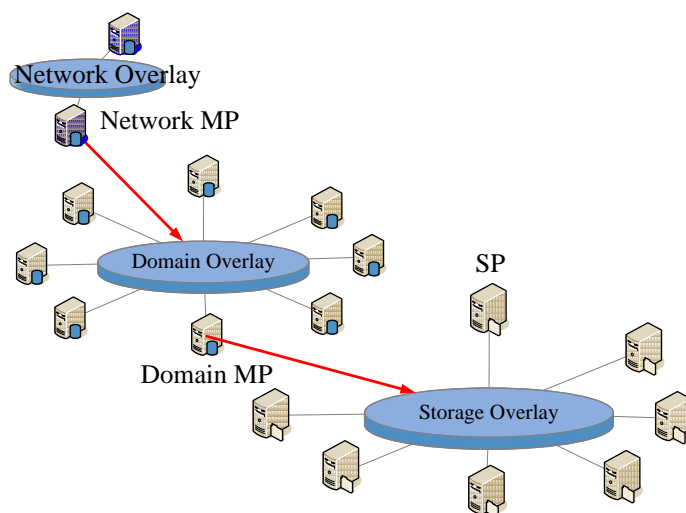 Network Overlay
Network MP
Domain Overlay
SP
Domain MP
Storage Overlay